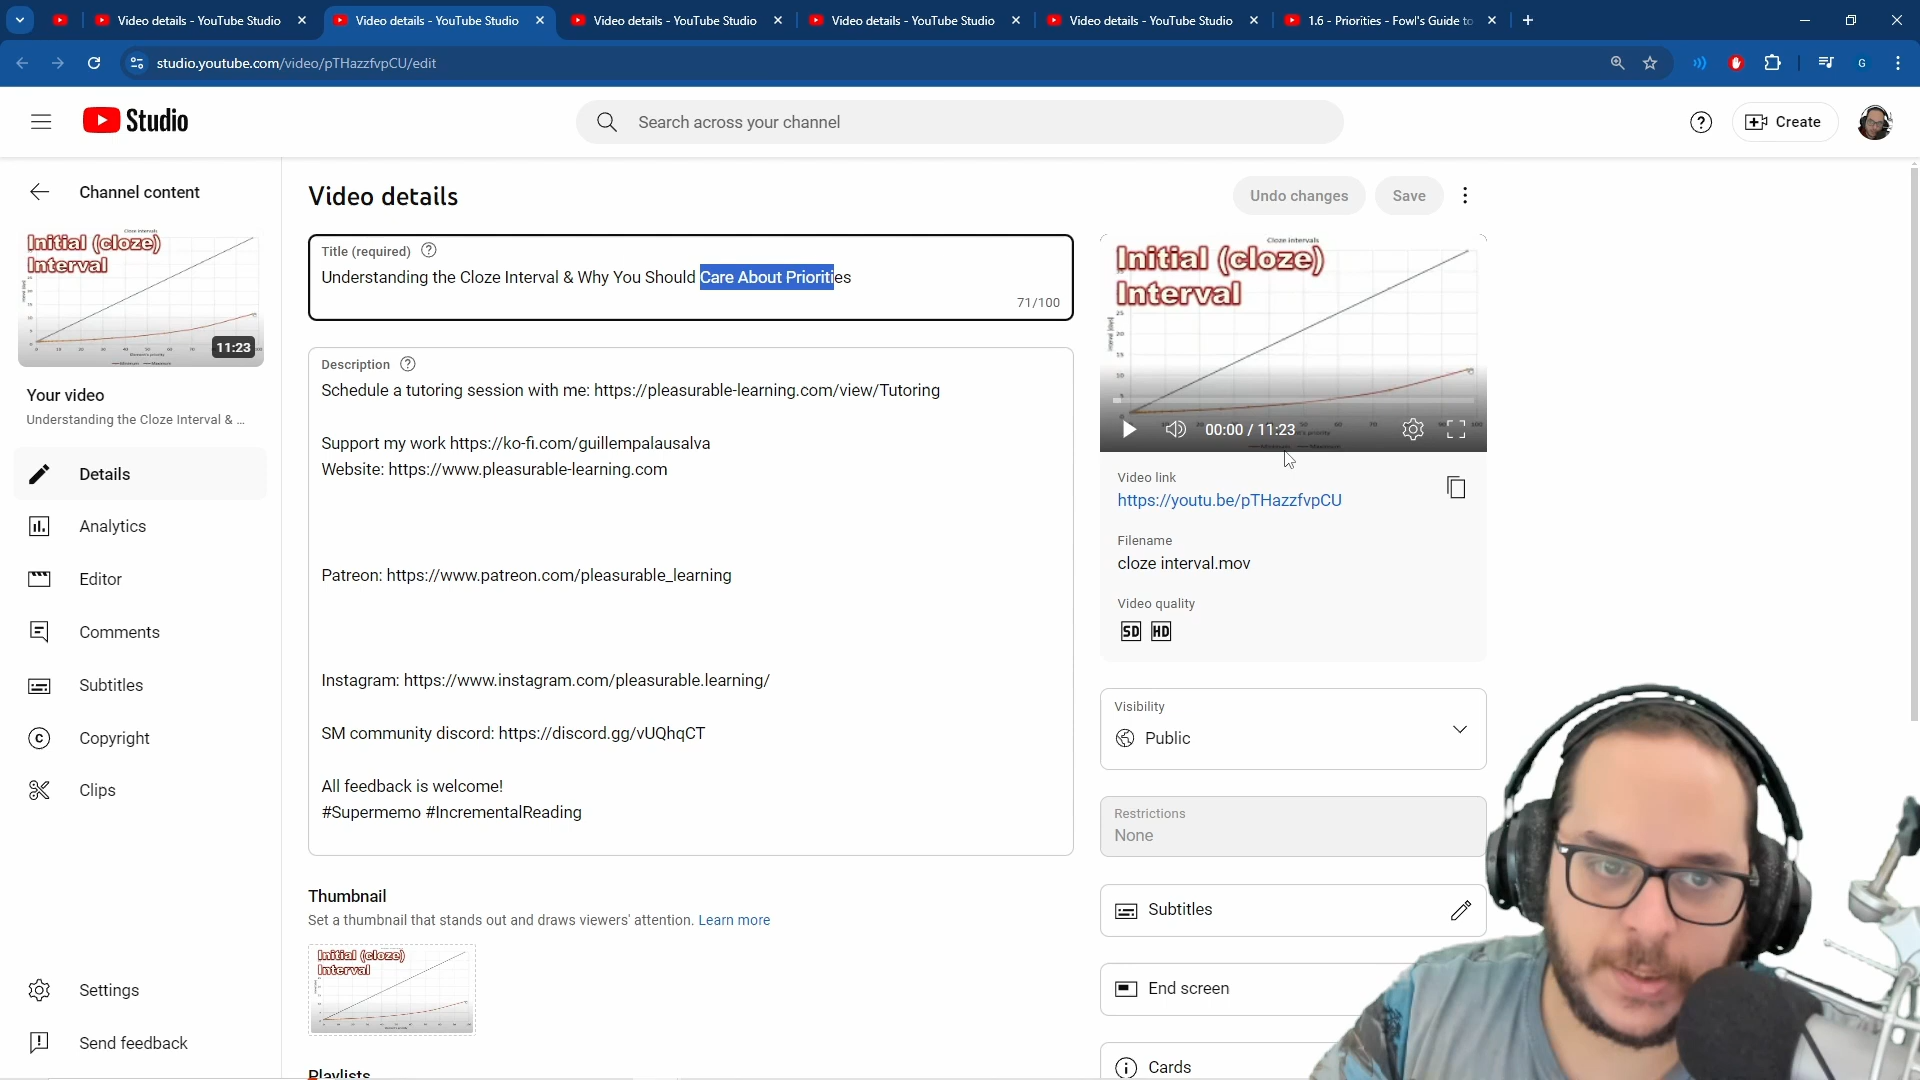 Video details - YouTube Studio
Video details - YouTube Studio
Video details - YouTube Studio
Video details - YouTube Studio
Video details - YouTube Studio
1.6 - Priorities - Fowl's Guide to
studio.youtube.com/video/pTHazzfvpCU/edit
G
Studio
Search across your channel
Create
Channel content
Video details
Undo changes
Save
Initial (cloze)
Interval
11:23
Your video
Understanding the Cloze Interval & ...
Details
Analytics
Editor
Comments
Subtitles
Copyright
Clips
Settings
Send feedback
Title (required)
Understanding the Cloze Interval & Why You Should Care About Priorities
71/100
Description
Schedule a tutoring session with me: https://pleasurable-learning.com/view/Tutoring
Support my work https://ko-fi.com/guillempalausalva
Website: https://www.pleasurable-learning.com
Patreon: https://www.patreon.com/pleasurable_learning
Instagram: https://www.instagram.com/pleasurable.learning/
SM community discord: https://discord.gg/vUQhqCT
All feedback is welcome!
#Supermemo #IncrementalReading
Thumbnail
Set a thumbnail that stands out and draws viewers' attention. Learn more
Initial (cloze)
Interval
Playlists
Cloze intervals
Initial (cloze)
Interval
00:00 / 11:23
Video link
https://youtu.be/pTHazzfvpCU
Filename
cloze interval.mov
Video quality
SD HD
Visibility
Public
Restrictions
None
Subtitles
End screen
Cards